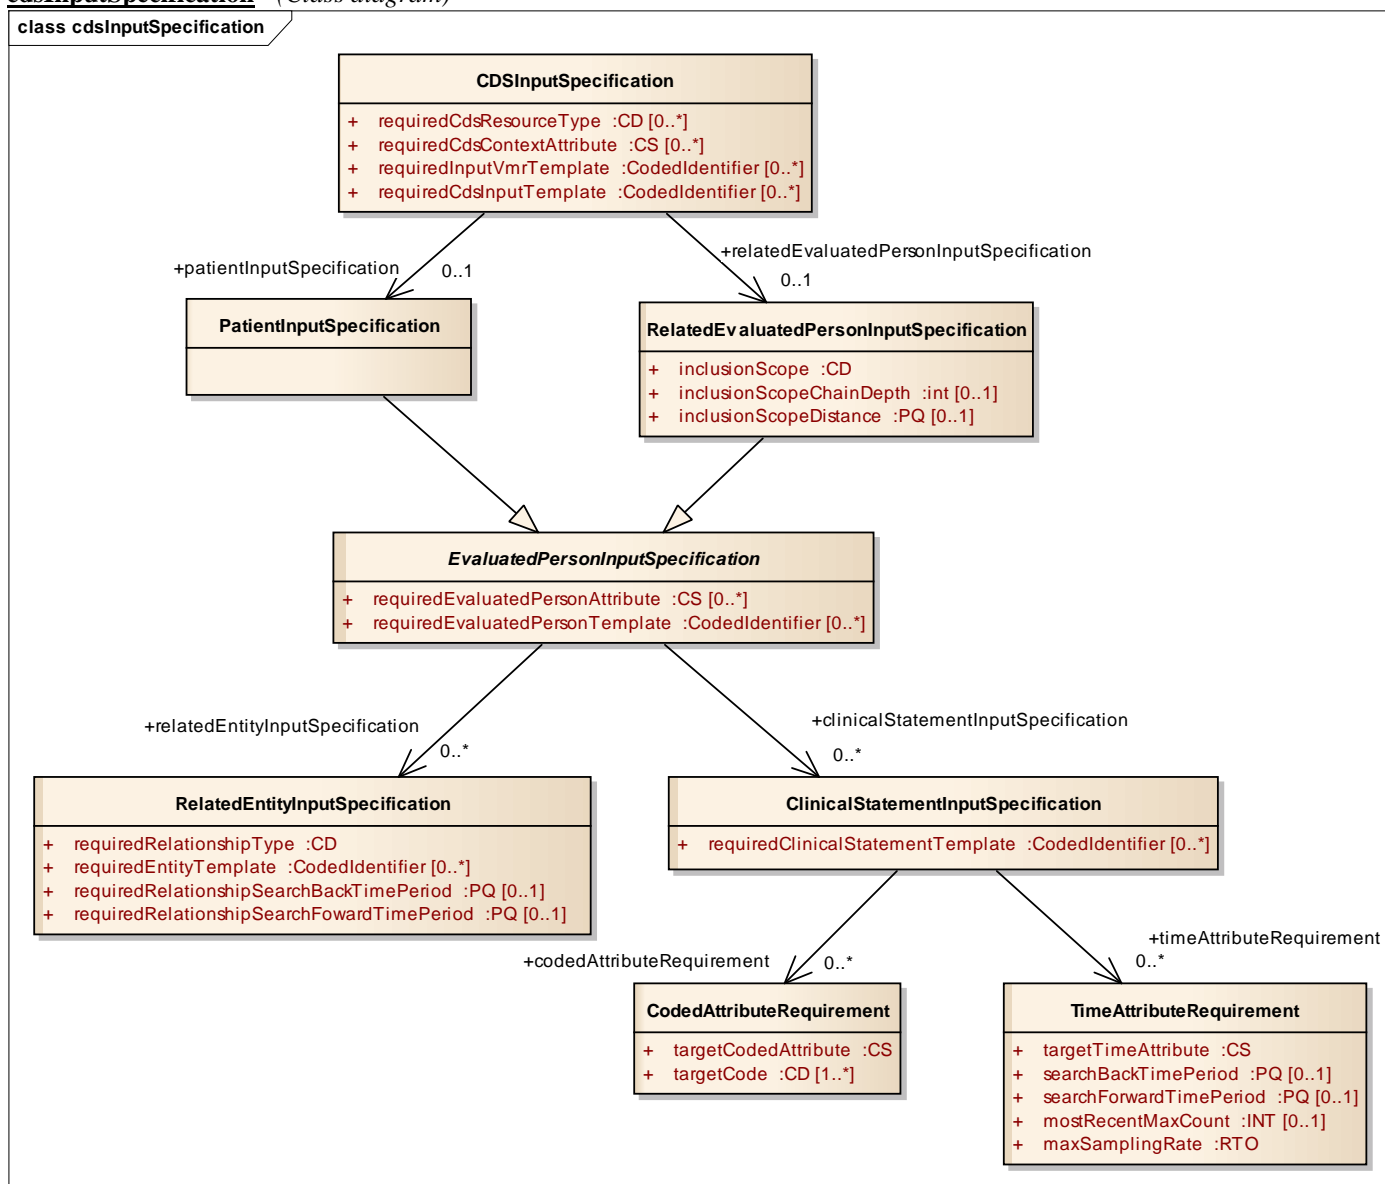 cdsInputSpecification (Class diagram)
class cdsInputSpecification
CDSInputSpecification
+ requiredCdsResourceType :CD [0..*]
+ requiredCdsContextAttribute :CS [0..*]
+ requiredInputVmrTemplate :CodedIdentifier [0..*]
+ requiredCdsInputTemplate :CodedIdentifier [0..*]
+patientInputSpecification
0..1
+relatedEvaluatedPersonInputSpecification
0..1
PatientInputSpecification
RelatedEvaluatedPersonInputSpecification
+ inclusionScope :CD
+ inclusionScopeChainDepth :int [0..1]
+ inclusionScopeDistance :PQ [0..1]
EvaluatedPersonInputSpecification
+ requiredEvaluatedPersonAttribute :CS [0..*]
+ requiredEvaluatedPersonTemplate :CodedIdentifier [0..*]
+relatedEntityInputSpecification
0..*
+clinicalStatementInputSpecification
0..*
RelatedEntityInputSpecification
+ requiredRelationshipType :CD
+ requiredEntityTemplate :CodedIdentifier [0..*]
+ requiredRelationshipSearchBackTimePeriod :PQ [0..1]
+ requiredRelationshipSearchFowardTimePeriod :PQ [0..1]
ClinicalStatementInputSpecification
+ requiredClinicalStatementTemplate :CodedIdentifier [0..*]
+codedAttributeRequirement
0..*
+timeAttributeRequirement
0..*
CodedAttributeRequirement
+ targetCodedAttribute :CS
+ targetCode :CD [1..*]
TimeAttributeRequirement
+ targetTimeAttribute :CS
+ searchBackTimePeriod :PQ [0..1]
+ searchForwardTimePeriod :PQ [0..1]
+ mostRecentMaxCount :INT [0..1]
+ maxSamplingRate :RTO